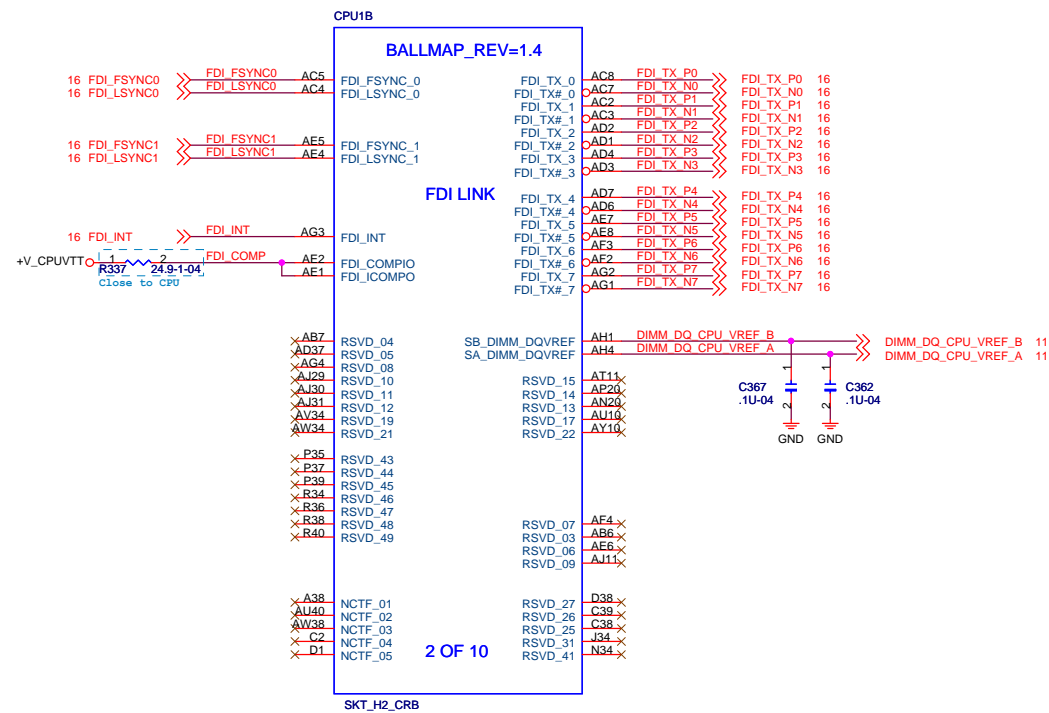 CPU1B
BALLMAP_REV=1.4
16 FDI_FSYNC0 FDI_FSYNC0 AC5 FDI_FSYNC_0
16 FDI_LSYNC0 FDI_LSYNC0 AC4 FDI_LSYNC_0
16 FDI_FSYNC1 FDI_FSYNC1 AE5 FDI_FSYNC_1
16 FDI_LSYNC1 FDI_LSYNC1 AE4 FDI_LSYNC_1
FDI LINK
16 FDI_INT FDI_INT AG3 FDI_INT
+V_CPUVTT 1 2 FDI_COMP AE2 FDI_COMPIO
R337 24.9-1-04 AE1 FDI_ICOMPO
Close to CPU
FDI_TX_0 AC8 FDI_TX_P0 FDI_TX_P0 16
FDI_TX#_0 AC7 FDI_TX_N0 FDI_TX_N0 16
FDI_TX_1 AC2 FDI_TX_P1 FDI_TX_P1 16
FDI_TX#_1 AC3 FDI_TX_N1 FDI_TX_N1 16
FDI_TX_2 AD2 FDI_TX_P2 FDI_TX_P2 16
FDI_TX#_2 AD1 FDI_TX_N2 FDI_TX_N2 16
FDI_TX_3 AD4 FDI_TX_P3 FDI_TX_P3 16
FDI_TX#_3 AD3 FDI_TX_N3 FDI_TX_N3 16
FDI_TX_4 AD7 FDI_TX_P4 FDI_TX_P4 16
FDI_TX#_4 AD6 FDI_TX_N4 FDI_TX_N4 16
FDI_TX_5 AE7 FDI_TX_P5 FDI_TX_P5 16
FDI_TX#_5 AE8 FDI_TX_N5 FDI_TX_N5 16
FDI_TX_6 AF3 FDI_TX_P6 FDI_TX_P6 16
FDI_TX#_6 AF2 FDI_TX_N6 FDI_TX_N6 16
FDI_TX_7 AG2 FDI_TX_P7 FDI_TX_P7 16
FDI_TX#_7 AG1 FDI_TX_N7 FDI_TX_N7 16
AB7 RSVD_04
AD37 RSVD_05
AG4 RSVD_08
AJ29 RSVD_10
AJ30 RSVD_11
AJ31 RSVD_12
AV34 RSVD_19
AW34 RSVD_21
SB_DIMM_DQVREF AH1 DIMM_DQ_CPU_VREF_B DIMM_DQ_CPU_VREF_B 11
SA_DIMM_DQVREF AH4 DIMM_DQ_CPU_VREF_A DIMM_DQ_CPU_VREF_A 11
RSVD_15 AT11
RSVD_14 AP20
RSVD_13 AN20
RSVD_17 AU10
RSVD_22 AY10
1 1
C367 C362
.1U-04 .1U-04
2 2
GND GND
P35 RSVD_43
P37 RSVD_44
P39 RSVD_45
R34 RSVD_46
R36 RSVD_47
R38 RSVD_48
R40 RSVD_49
RSVD_07 AF4
RSVD_03 AB6
RSVD_06 AE6
RSVD_09 AJ11
A38 NCTF_01
AU40 NCTF_02
AW38 NCTF_03
C2 NCTF_04
D1 NCTF_05
RSVD_27 D38
RSVD_26 C39
RSVD_25 C38
RSVD_31 J34
RSVD_41 N34
2 OF 10
SKT_H2_CRB